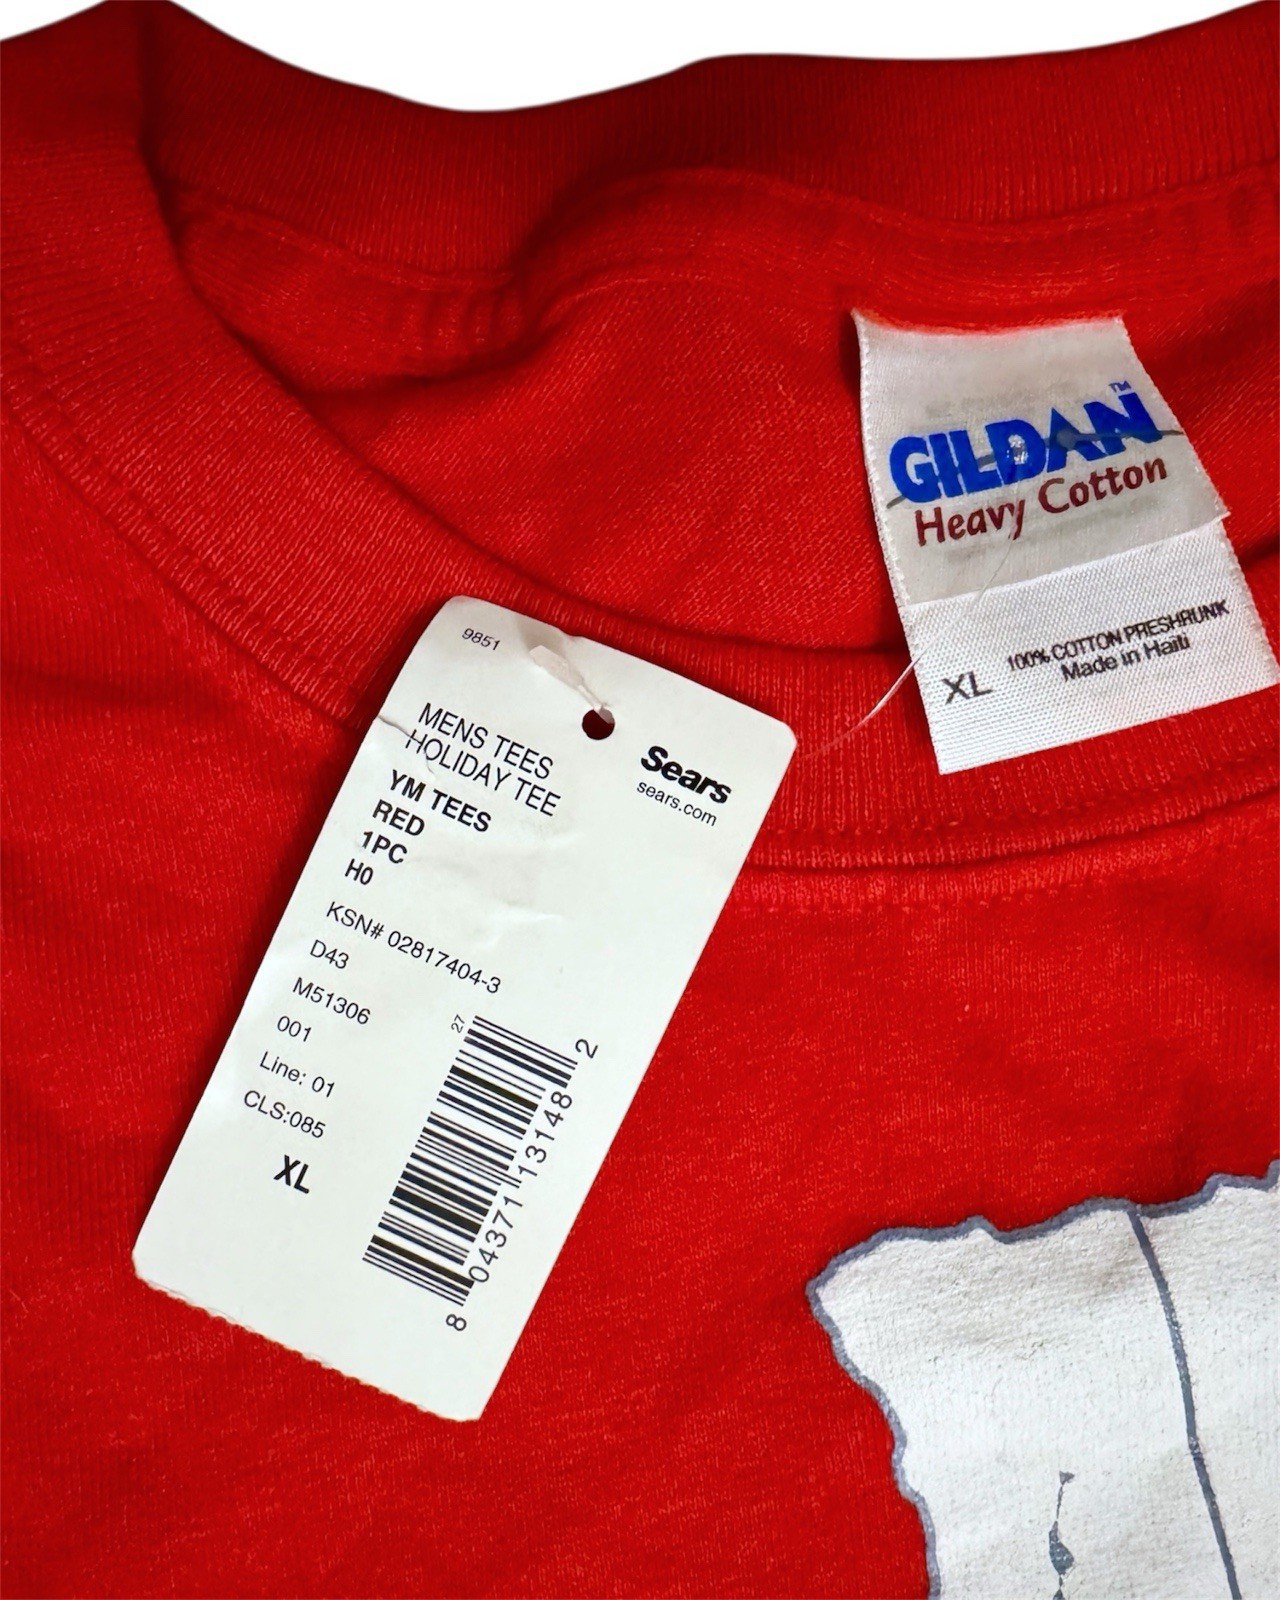 GILDAN™
Heavy Cotton
100% COTTON PRESHRUNK
Made in Haiti
XL
9851
Sears
sears.com
MENS TEES
HOLIDAY TEE
YM TEES
RED
1PC
H0
KSN# 02817404-3
D43
M51306
001
Line: 01
CLS:085
XL
27
8 04371 13148 2